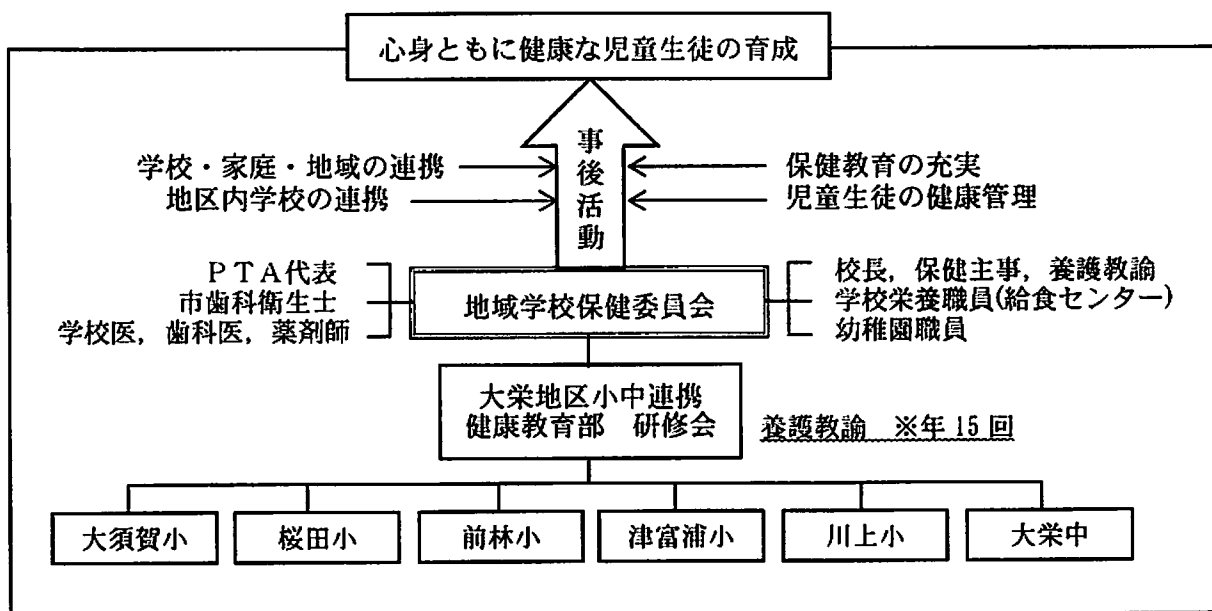 心身ともに健康な児童生徒の育成
事後活動
学校・家庭・地域の連携
地区内学校の連携
保健教育の充実
児童生徒の健康管理
ＰＴＡ代表
市歯科衛生士
学校医，歯科医，薬剤師
地域学校保健委員会
校長，保健主事，養護教諭
学校栄養職員(給食センター)
幼稚園職員
大栄地区小中連携
健康教育部　研修会
養護教諭　※年 15 回
大須賀小
桜田小
前林小
津富浦小
川上小
大栄中